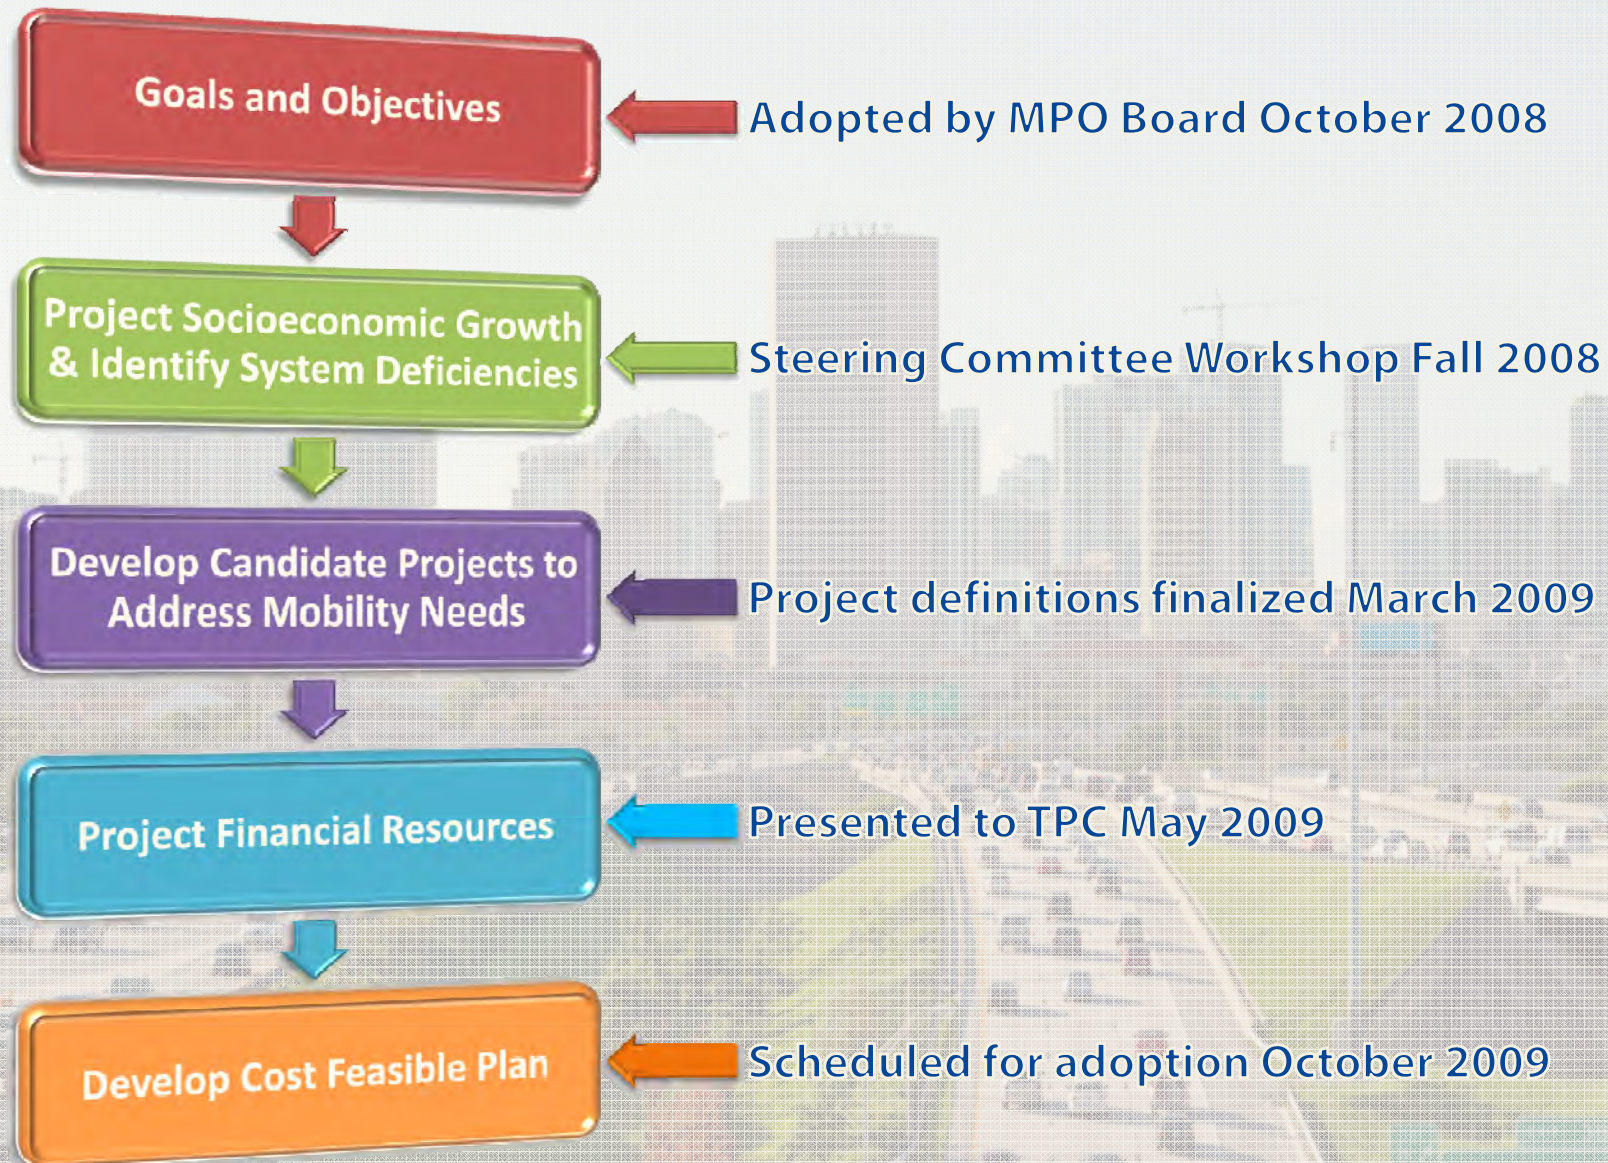 Goals and Objectives
Adopted by MPO Board October 2008
Project Socioeconomic Growth
& Identify System Deficiencies
Steering Committee Workshop Fall 2008
Develop Candidate Projects to
Address Mobility Needs
Project definitions finalized March 2009
Project Financial Resources
Presented to TPC May 2009
Develop Cost Feasible Plan
Scheduled for adoption October 2009